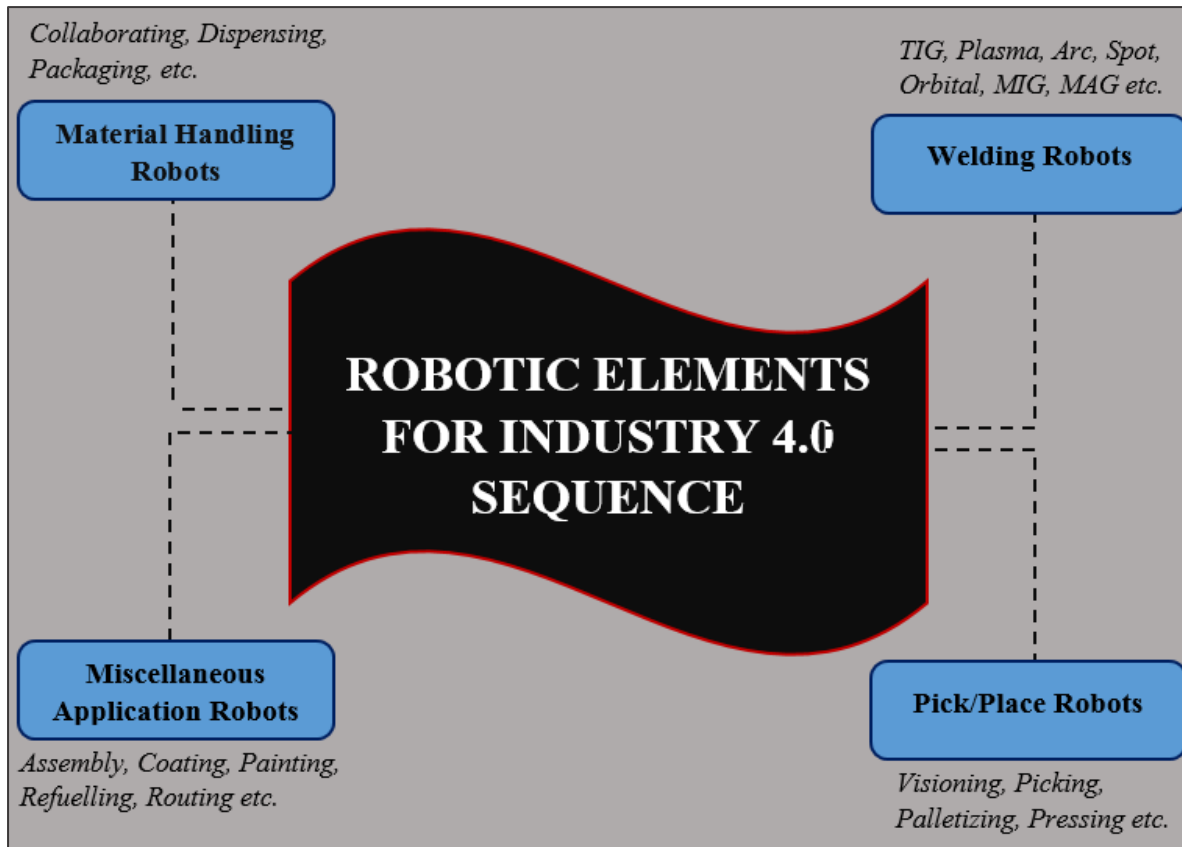 Collaborating, Dispensing,
Packaging, etc.
Material Handling
Robots
TIG, Plasma, Arc, Spot,
Orbital, MIG, MAG etc.
Welding Robots
ROBOTIC ELEMENTS
FOR INDUSTRY 4.0
SEQUENCE
Miscellaneous
Application Robots
Assembly, Coating, Painting,
Refuelling, Routing etc.
Pick/Place Robots
Visioning, Picking,
Palletizing, Pressing etc.